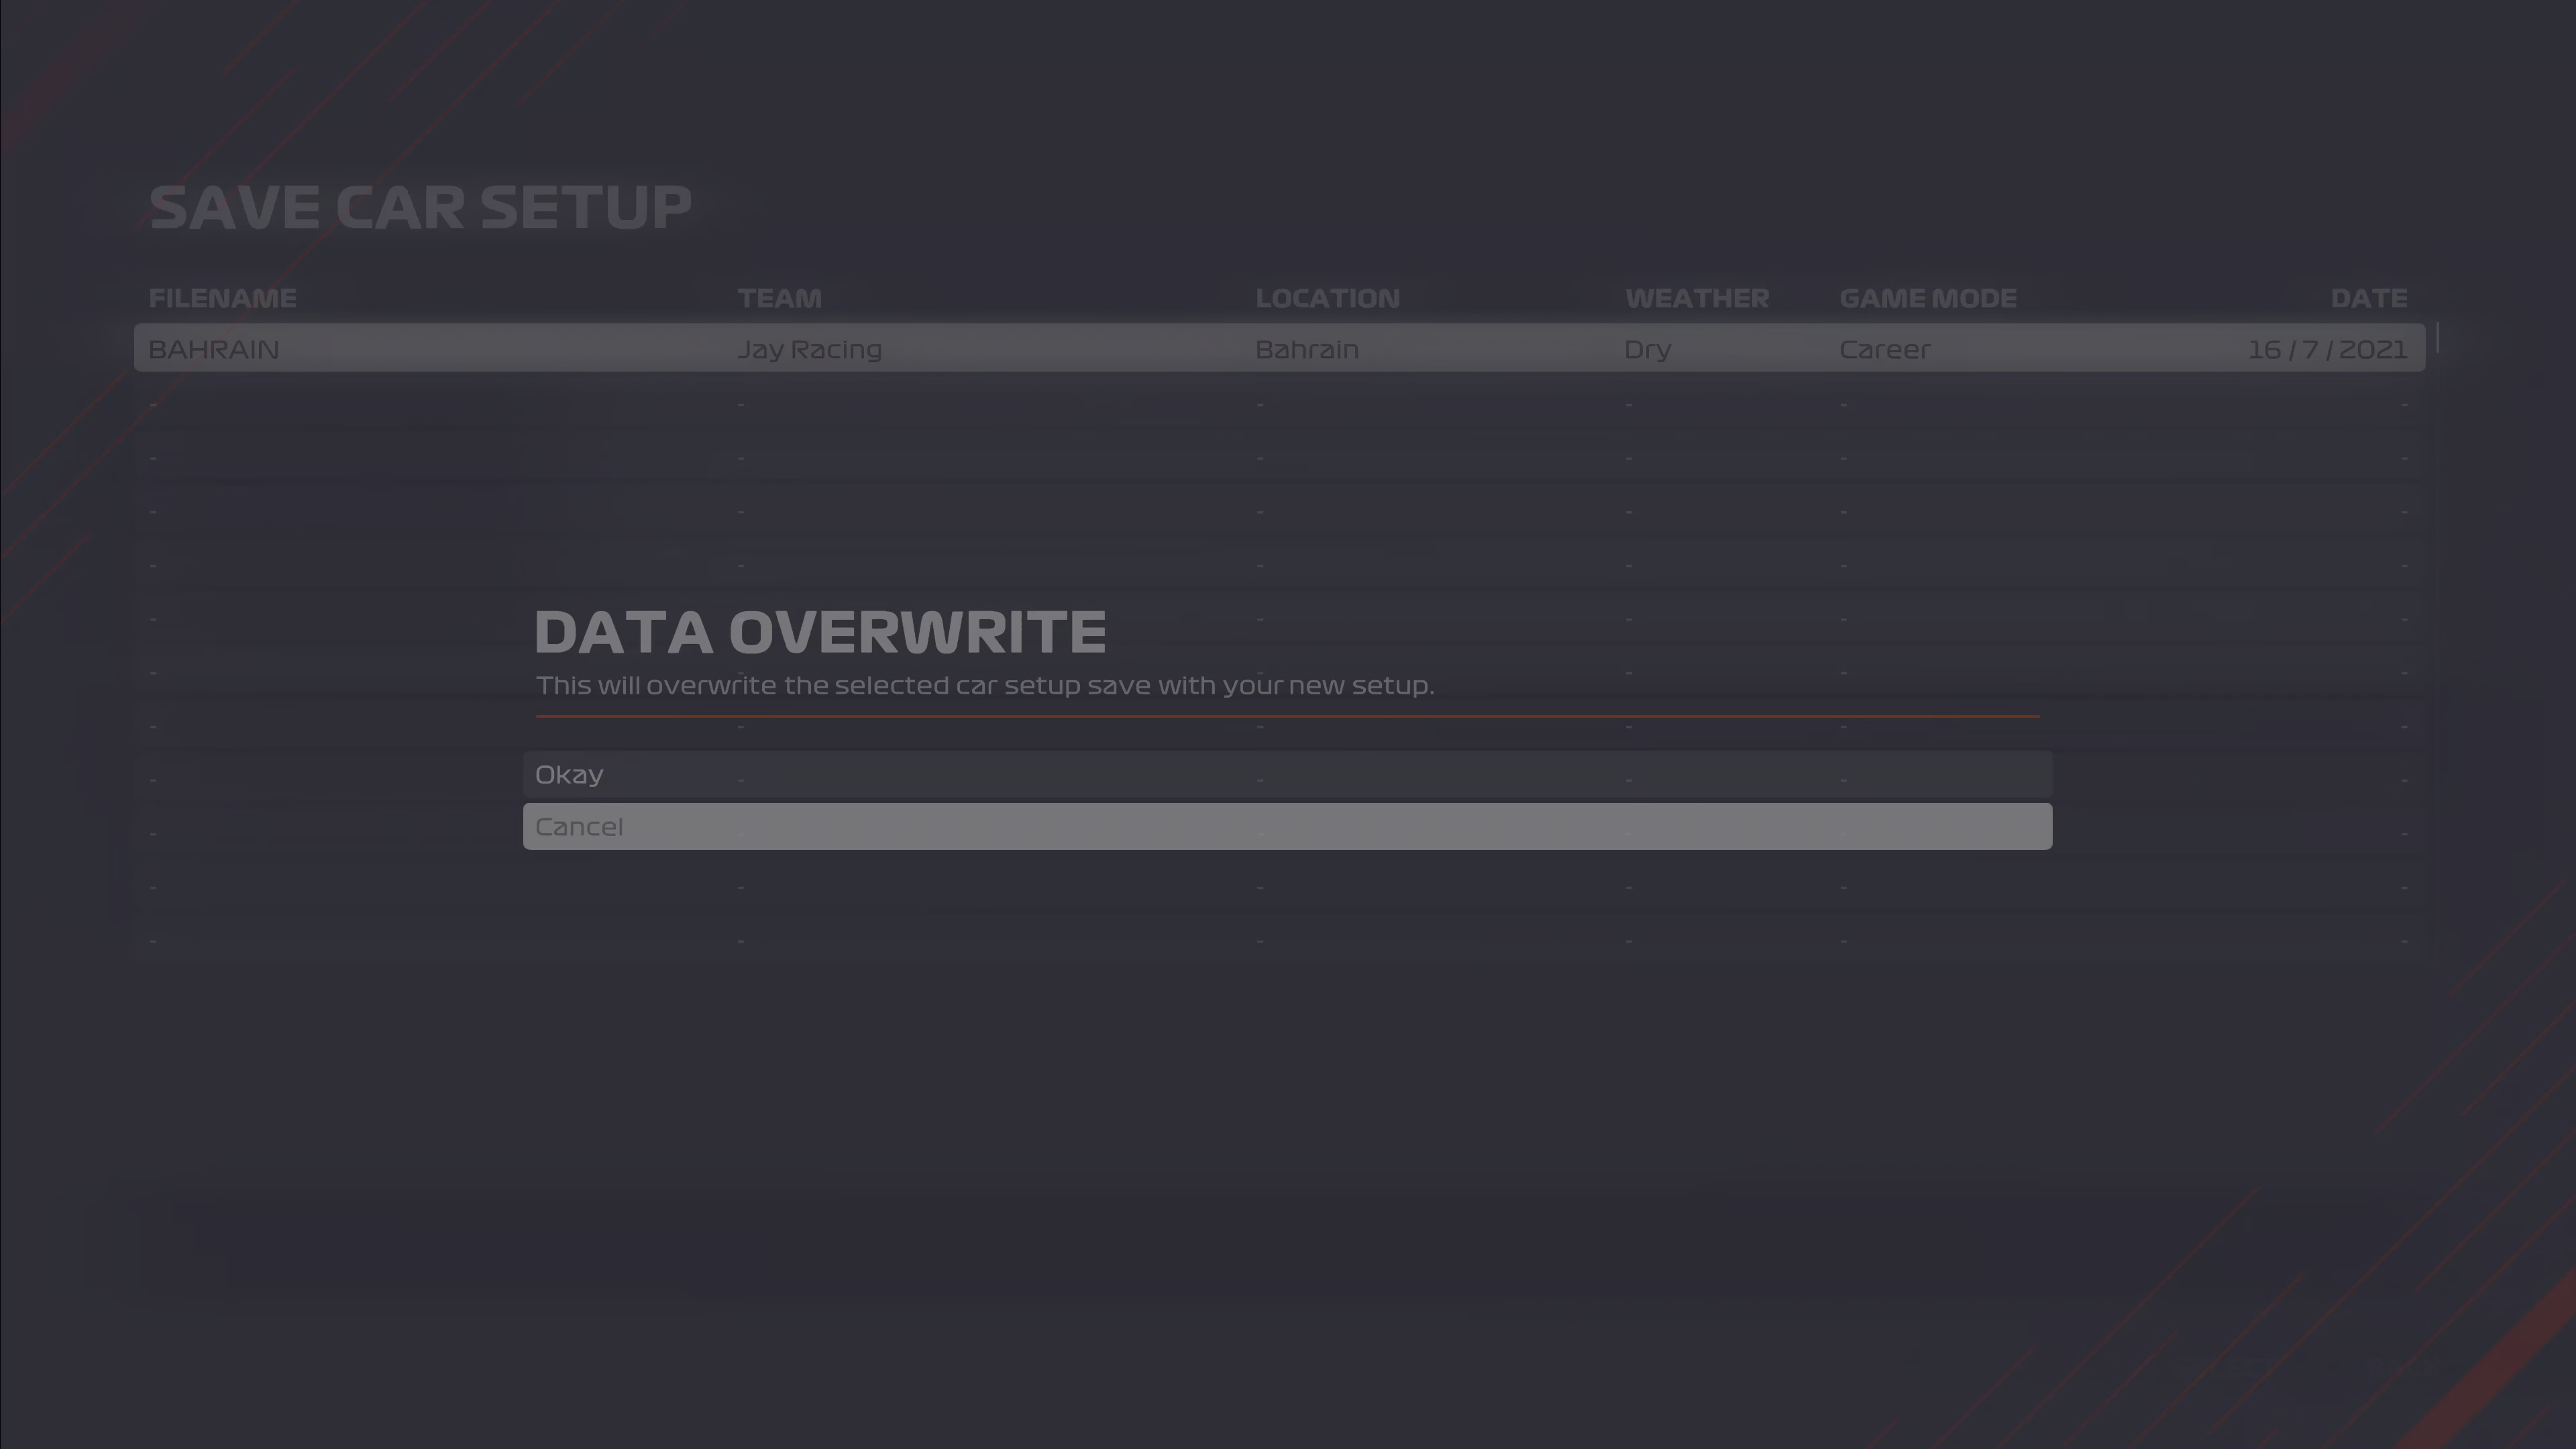 SAVE CAR SETUP
FILENAME TEAM LOCATION WEATHER GAME MODE DATE
BAHRAIN Jay Racing Bahrain Dry Career 16 / 7 / 2021
- - - - - -
- - - - - -
- - - - - -
- - - - - -
- - - - -
DATA OVERWRITE
- - - - -
This will overwrite the selected car setup save with your new setup.
- - - - - -
- - - - - -
Okay
- - -
Cancel
- - - - - -
- - - - - -